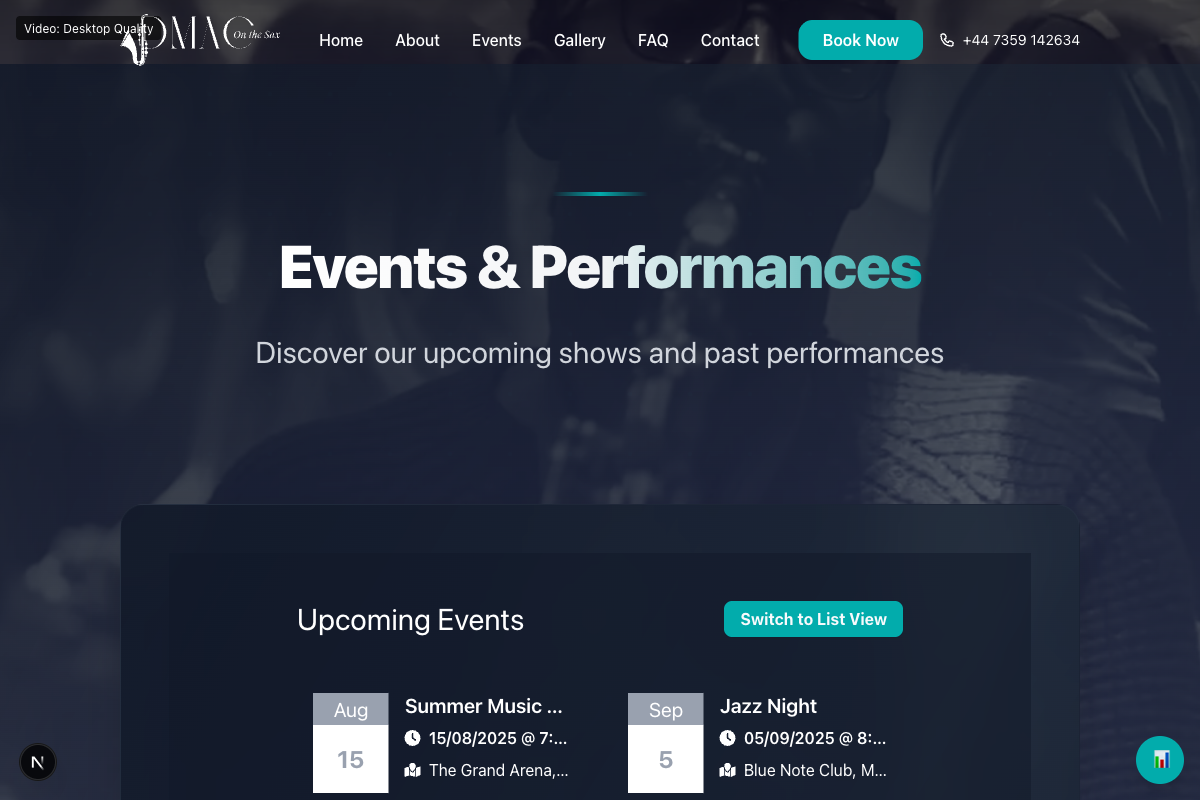 Video: Desktop Quality
DMAC
On the Sax
Home
About
Events
Gallery
FAQ
Contact
Book Now
+44 7359 142634
Events & Performances
Discover our upcoming shows and past performances
Upcoming Events
Switch to List View
Aug
15
Summer Music ...
15/08/2025 @ 7:...
The Grand Arena,...
Sep
5
Jazz Night
05/09/2025 @ 8:...
Blue Note Club, M...
N